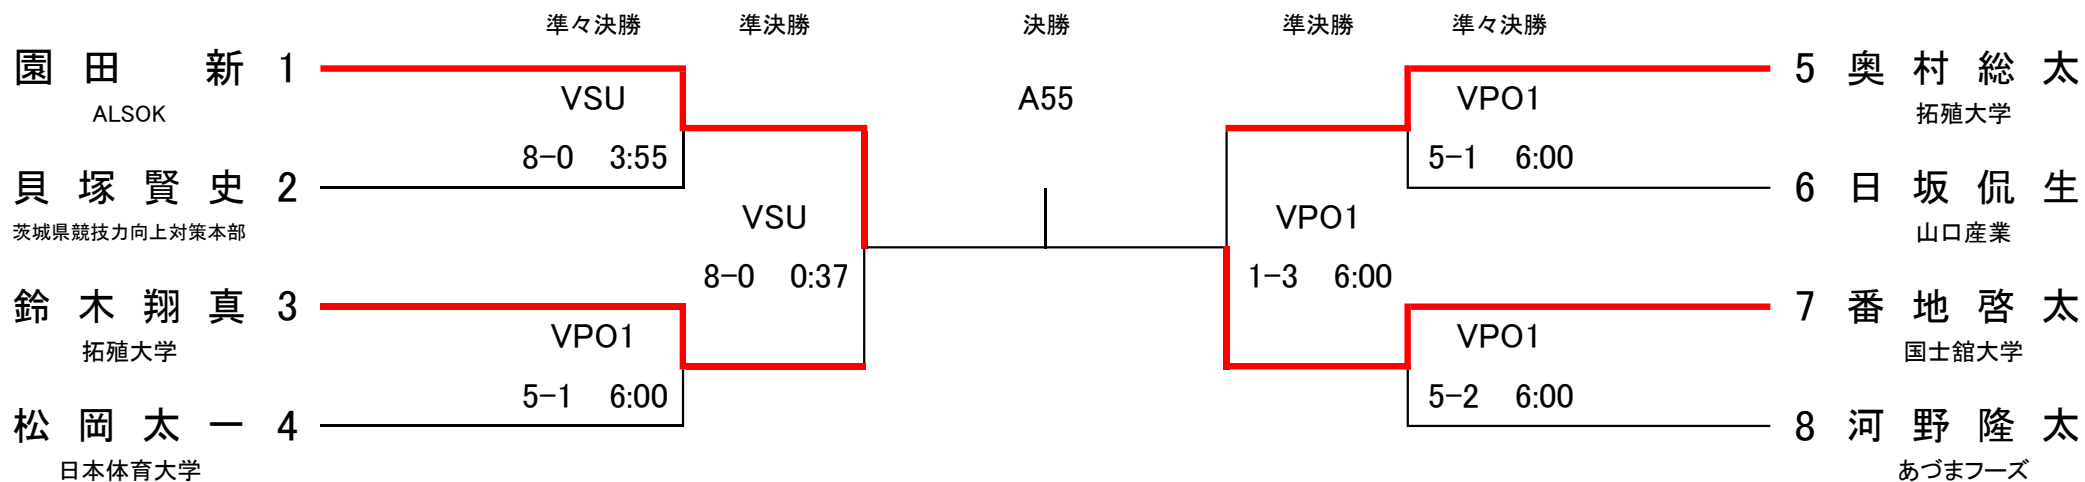 準々決勝 準決勝 決勝 準決勝 準々決勝
園田 新 1
ALSOK
VSU
8-0 3:55
貝塚賢史 2
茨城県競技力向上対策本部
VSU
8-0 0:37
鈴木翔真 3
拓殖大学
VPO1
5-1 6:00
松岡太一 4
日本体育大学
A55
5 奥村総太
拓殖大学
VPO1
5-1 6:00
6 日坂侃生
山口産業
VPO1
1-3 6:00
7 番地啓太
国士舘大学
VPO1
5-2 6:00
8 河野隆太
あづまフーズ